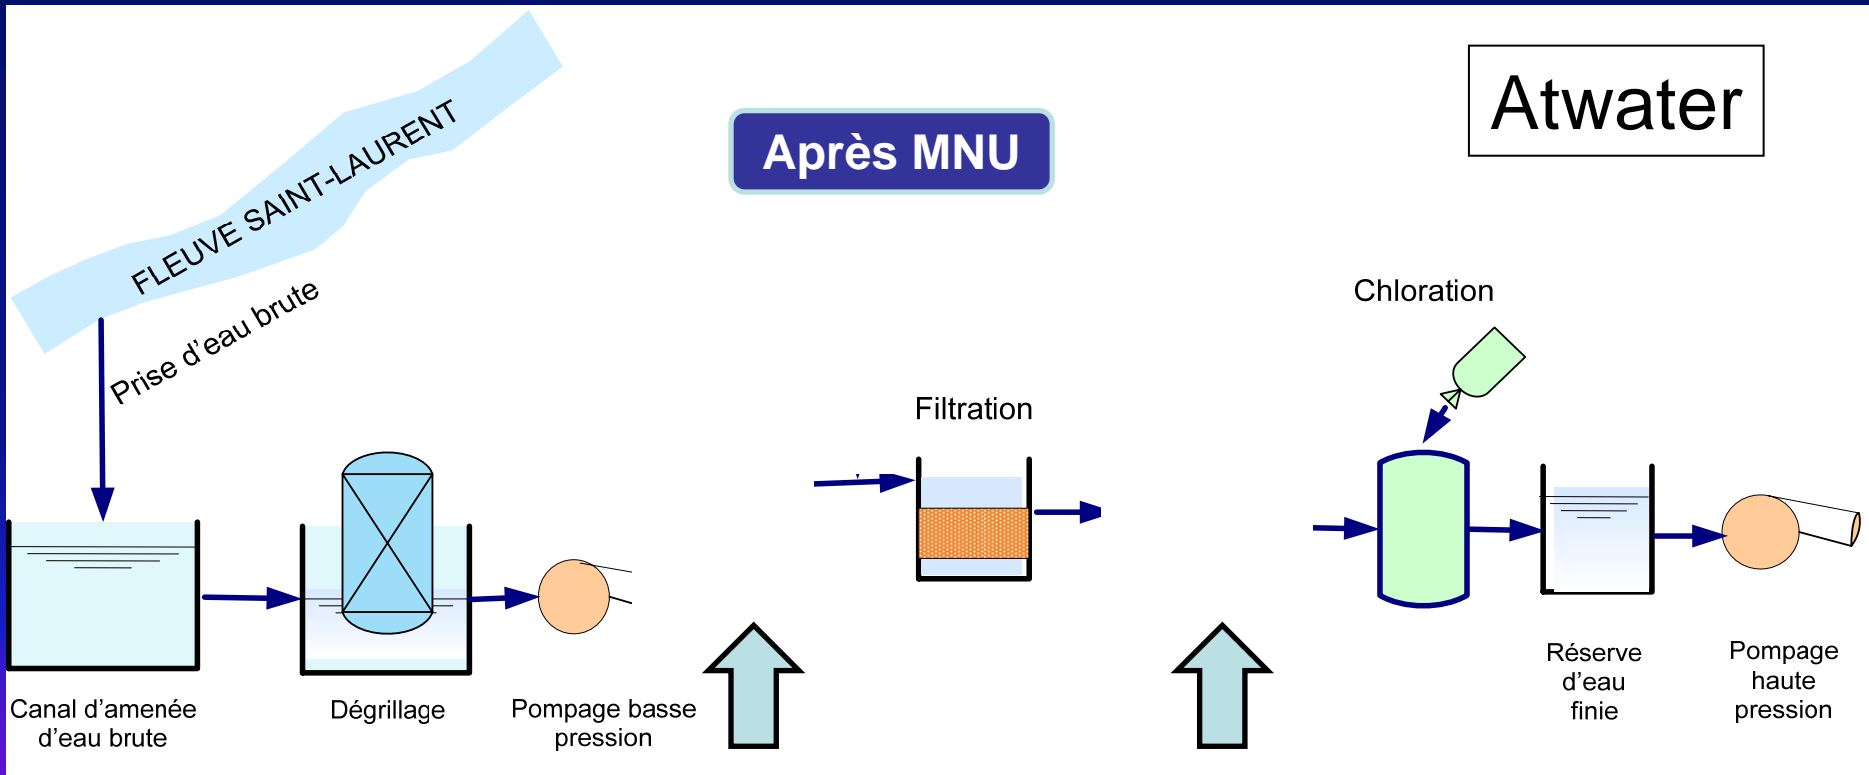 Atwater
Après MNU
FLEUVE SAINT-LAURENT
Prise d’eau brute
Chloration
Filtration
Canal d’amenée
d’eau brute
Dégrillage
Pompage basse
pression
Réserve
d’eau
finie
Pompage
haute
pression